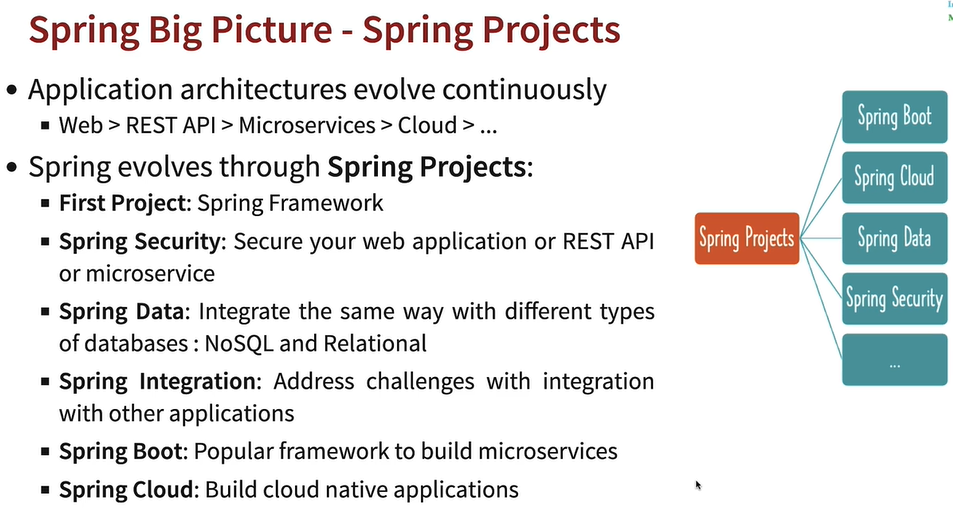 Spring Big Picture - Spring Projects
• Application architectures evolve continuously
▪ Web > REST API > Microservices > Cloud > ...
• Spring evolves through Spring Projects:
▪ First Project: Spring Framework
▪ Spring Security: Secure your web application or REST API
or microservice
▪ Spring Data: Integrate the same way with different types
of databases : NoSQL and Relational
▪ Spring Integration: Address challenges with integration
with other applications
▪ Spring Boot: Popular framework to build microservices
▪ Spring Cloud: Build cloud native applications
Spring Projects
Spring Boot
Spring Cloud
Spring Data
Spring Security
...